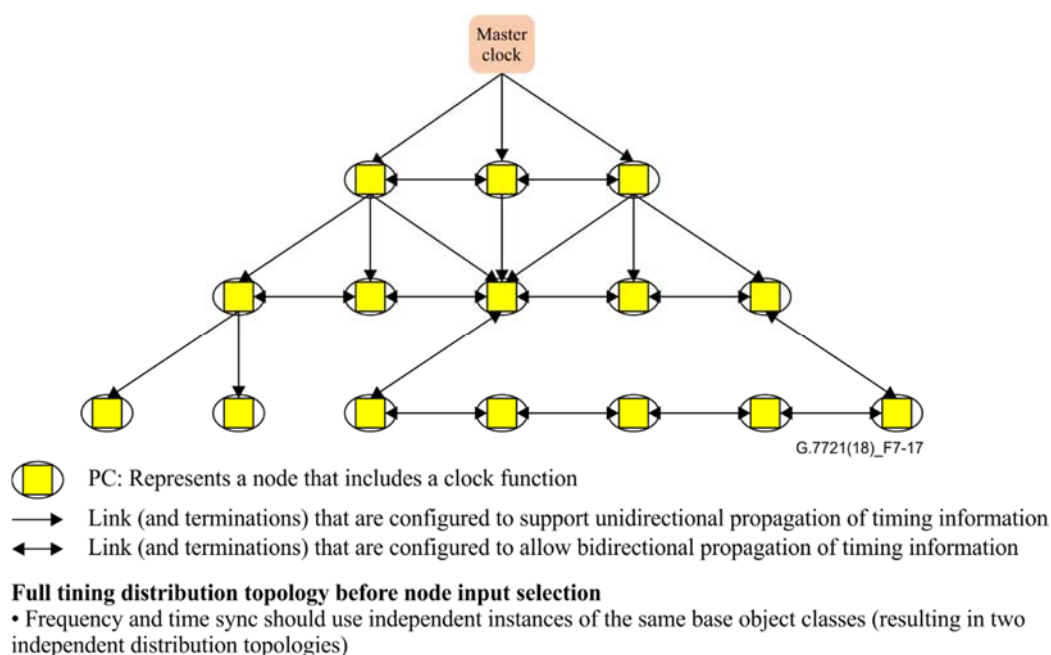 Master
clock
G.7721(18)_F7-17
PC: Represents a node that includes a clock function
Link (and terminations) that are configured to support unidirectional propagation of timing information
Link (and terminations) that are configured to allow bidirectional propagation of timing information
Full timing distribution topology before node input selection
• Frequency and time sync should use independent instances of the same base object classes (resulting in two
independent distribution topologies)